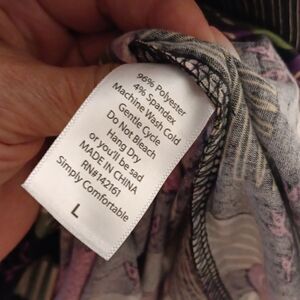 96% Polyester
4% Spandex
Machine Wash Cold
Gentle Cycle
Do Not Bleach
Hang Dry
or you'll be sad
MADE IN CHINA
RN#142161
Simply Comfortable
L